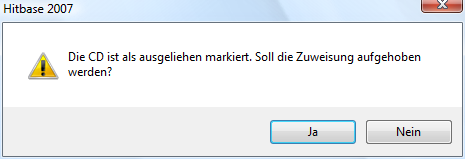 Hitbase 2007
Die CD ist als ausgeliehen markiert. Soll die Zuweisung aufgehoben
werden?
Ja
Nein